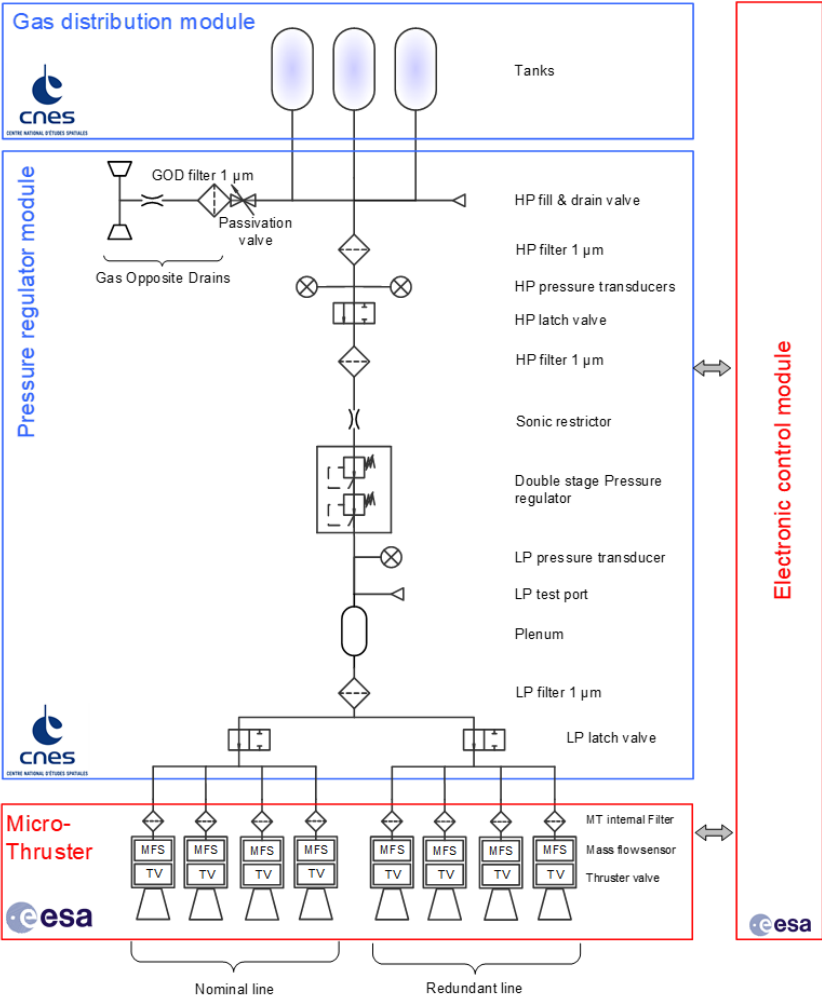 Gas distribution module
Tanks
cnes
CENTRE NATIONAL D'ÉTUDES SPATIALES
Pressure regulator module
GOD filter 1 µm
Passivation
valve
Gas Opposite Drains
HP fill & drain valve
HP filter 1 µm
HP pressure transducers
HP latch valve
HP filter 1 µm
Sonic restrictor
Double stage Pressure
regulator
LP pressure transducer
LP test port
Plenum
LP filter 1 µm
LP latch valve
cnes
CENTRE NATIONAL D'ÉTUDES SPATIALES
Electronic control module
esa
Micro-
Thruster
esa
MT internal Filter
MFS MFS MFS MFS MFS MFS MFS MFS
Mass flowsensor
TV TV TV TV TV TV TV TV
Thruster valve
Nominal line
Redundant line